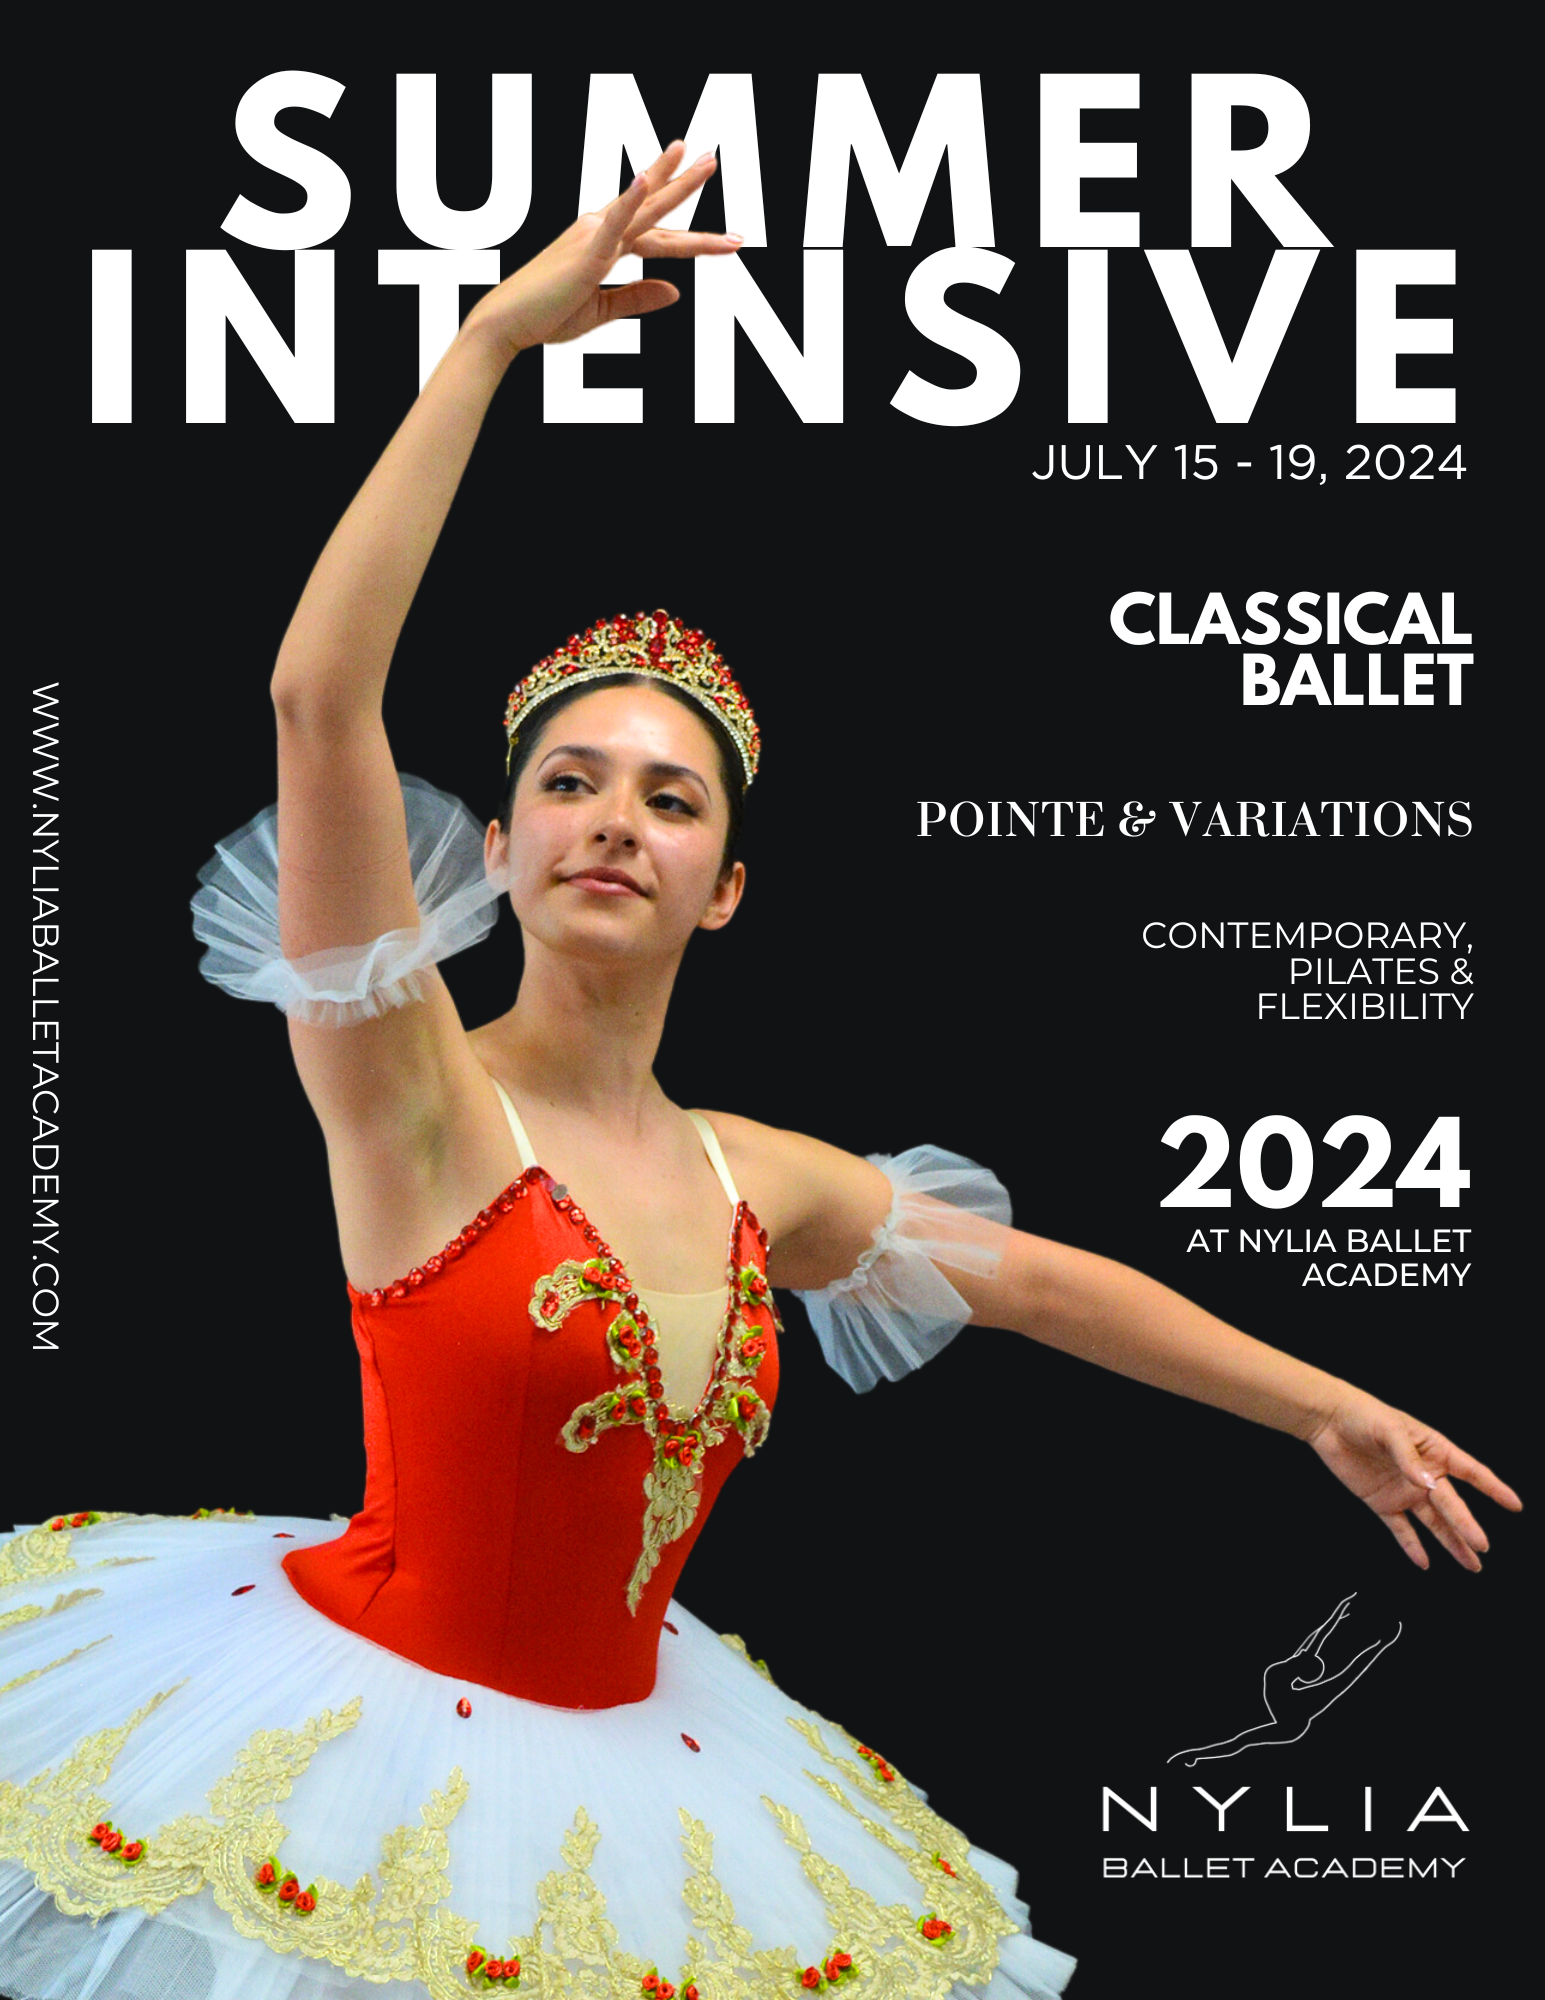 SUMMER
INTENSIVE
JULY 15 - 19, 2024
CLASSICAL
BALLET
POINTE & VARIATIONS
CONTEMPORARY,
PILATES &
FLEXIBILITY
2024
AT NYLIA BALLET
ACADEMY
WWW.NYLIABALLETACADEMY.COM
NYLIA
BALLET ACADEMY